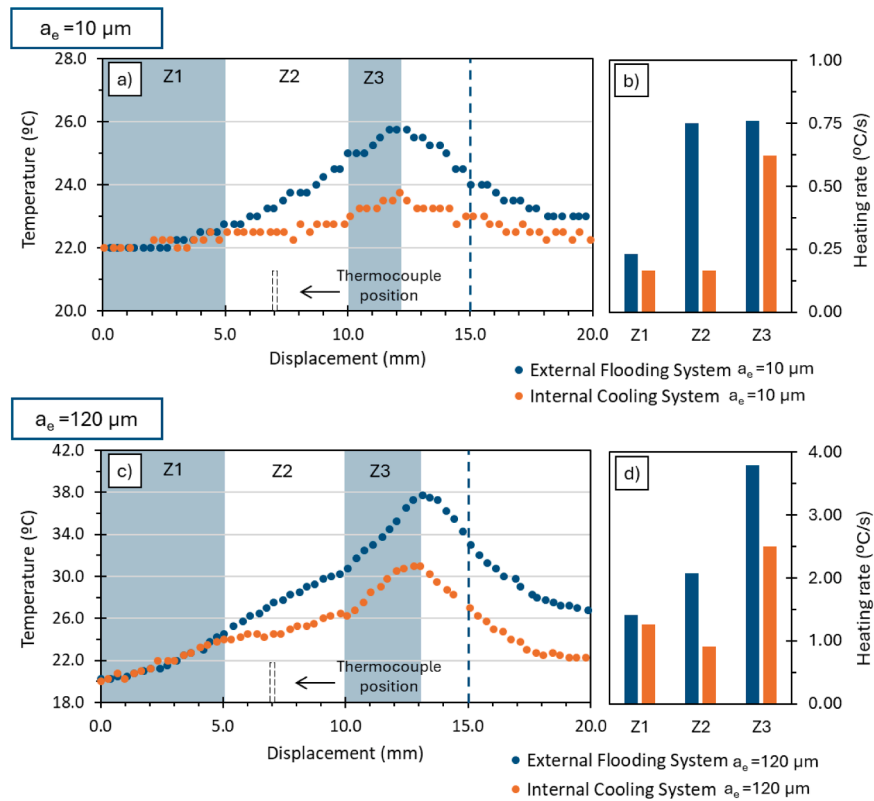 aₑ =10 µm
a)
Z1
Z2
Z3
28.0
26.0
24.0
22.0
20.0
Temperature (ºC)
Thermocouple
position
0.0
5.0
10.0
15.0
20.0
Displacement (mm)
b)
1.00
0.75
0.50
0.25
0.00
Heating rate (ºC/s)
Z1
Z2
Z3
External Flooding System aₑ =10 µm
Internal Cooling System aₑ =10 µm
aₑ =120 µm
c)
Z1
Z2
Z3
42.0
38.0
34.0
30.0
26.0
22.0
18.0
Temperature (ºC)
Thermocouple
position
0.0
5.0
10.0
15.0
20.0
Displacement (mm)
d)
4.00
3.00
2.00
1.00
0.00
Heating rate (ºC/s)
Z1
Z2
Z3
External Flooding System aₑ =120 µm
Internal Cooling System aₑ =120 µm